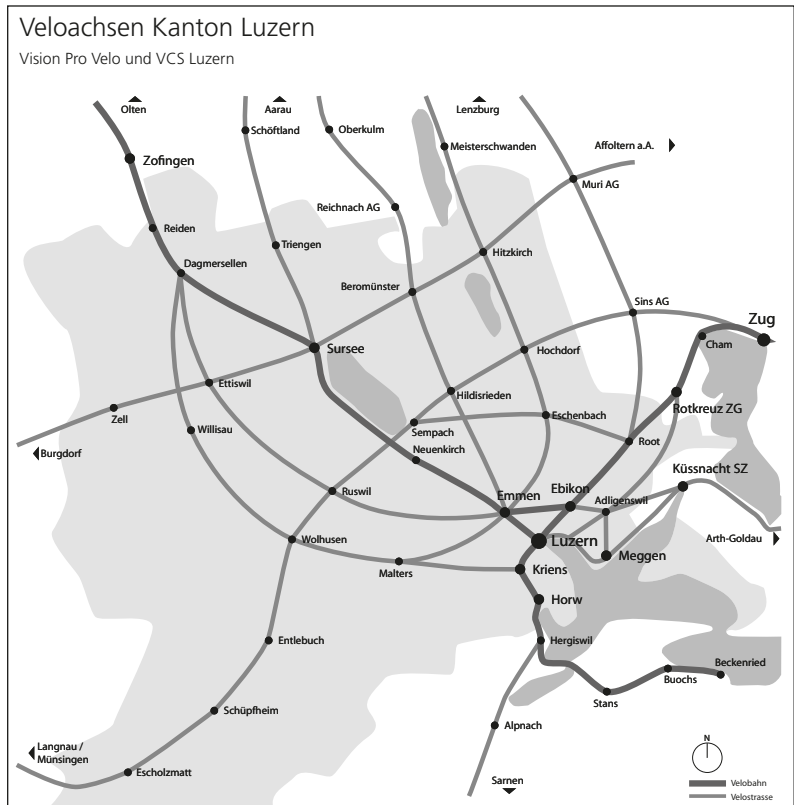 Veloachsen Kanton Luzern
Vision Pro Velo und VCS Luzern
Olten
Aarau
Lenzburg
Schöftland
Oberkulm
Meisterschwanden
Affoltern a.A.
Zofingen
Muri AG
Reichnach AG
Reiden
Triengen
Hitzkirch
Dagmersellen
Beromünster
Sins AG
Zug
Sursee
Hochdorf
Cham
Ettiswil
Hildisrieden
Rotkreuz ZG
Zell
Eschenbach
Willisau
Sempach
Root
Burgdorf
Neuenkirch
Küssnacht SZ
Ruswil
Emmen
Ebikon
Adligenswil
Wolhusen
Luzern
Arth-Goldau
Meggen
Malters
Kriens
Horw
Entlebuch
Hergiswil
Beckenried
Buochs
Stans
Schüpfheim
Alpnach
Langnau /
Münsingen
N
Escholzmatt
Sarnen
Velobahn
Velostrasse